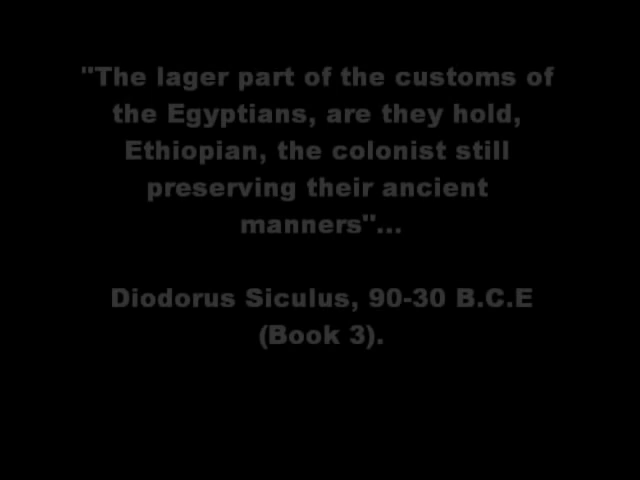 "The lager part of the customs of
the Egyptians, are they hold,
Ethiopian, the colonist still
preserving their ancient
manners"...
Diodorus Siculus, 90-30 B.C.E
(Book 3).